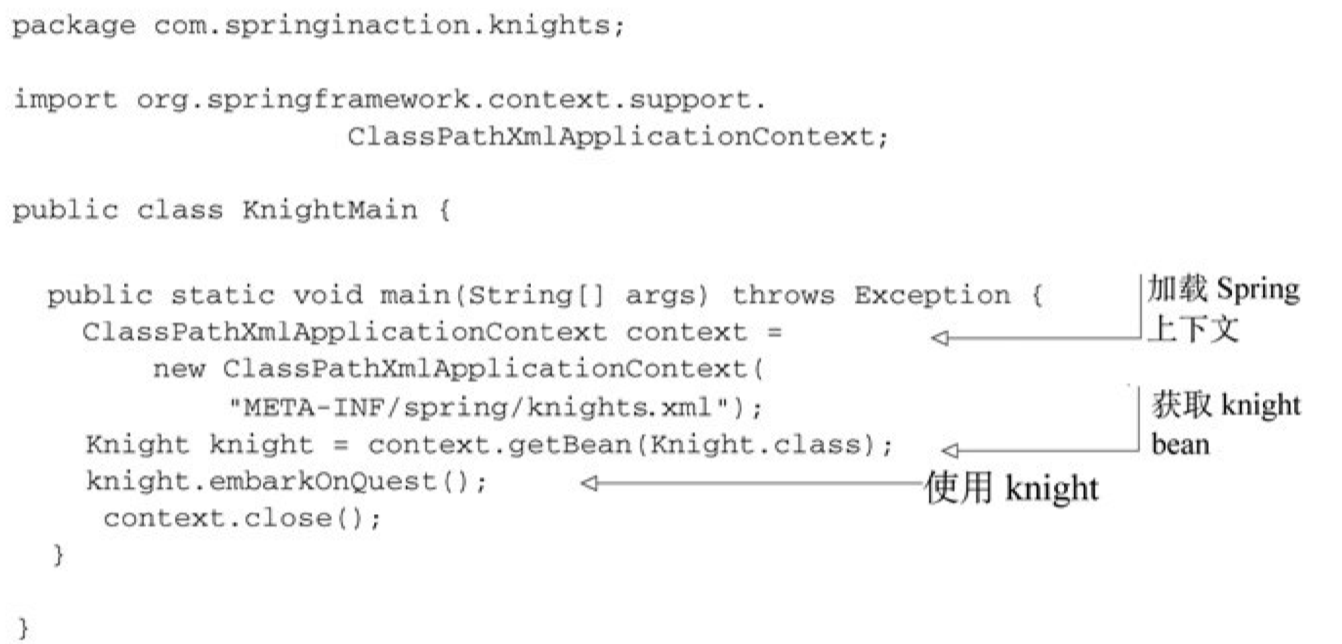 package com.springinaction.knights;
import org.springframework.context.support.
ClassPathXmlApplicationContext;
public class KnightMain {
public static void main(String[] args) throws Exception {
加载 Spring
上下文
ClassPathXmlApplicationContext context =
new ClassPathXmlApplicationContext(
"META-INF/spring/knights.xml");
获取 knight
bean
Knight knight = context.getBean(Knight.class);
knight.embarkOnQuest();
使用 knight
context.close();
}
}